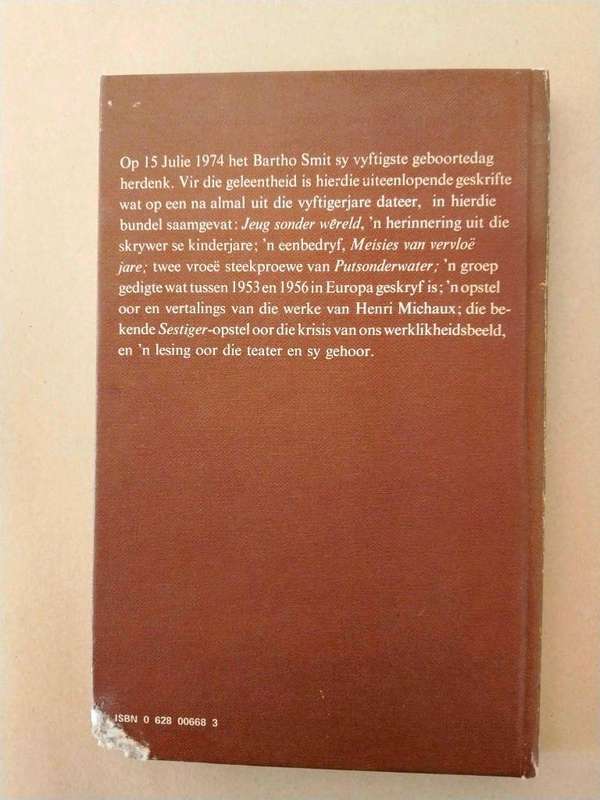 Op 15 Julie 1974 het Bartho Smit sy vyftigste geboortedag
herdenk. Vir die geleentheid is hierdie uiteenlopende geskrifte
wat op een na almal uit die vyftigerjare dateer, in hierdie
bundel saamgevat: Jeug sonder wêreld, 'n herinnering uit die
skrywer se kinderjare; 'n eenbedryf, Meisies van vervloë
jare; twee vroeë steekproewe van Putsonderwater; 'n groep
gedigte wat tussen 1953 en 1956 in Europa geskryf is; 'n opstel
oor en vertalings van die werke van Henri Michaux; die be-
kende Sestiger-opstel oor die krisis van ons werklikheidsbeeld,
en 'n lesing oor die teater en sy gehoor.
ISBN 0 628 00668 3